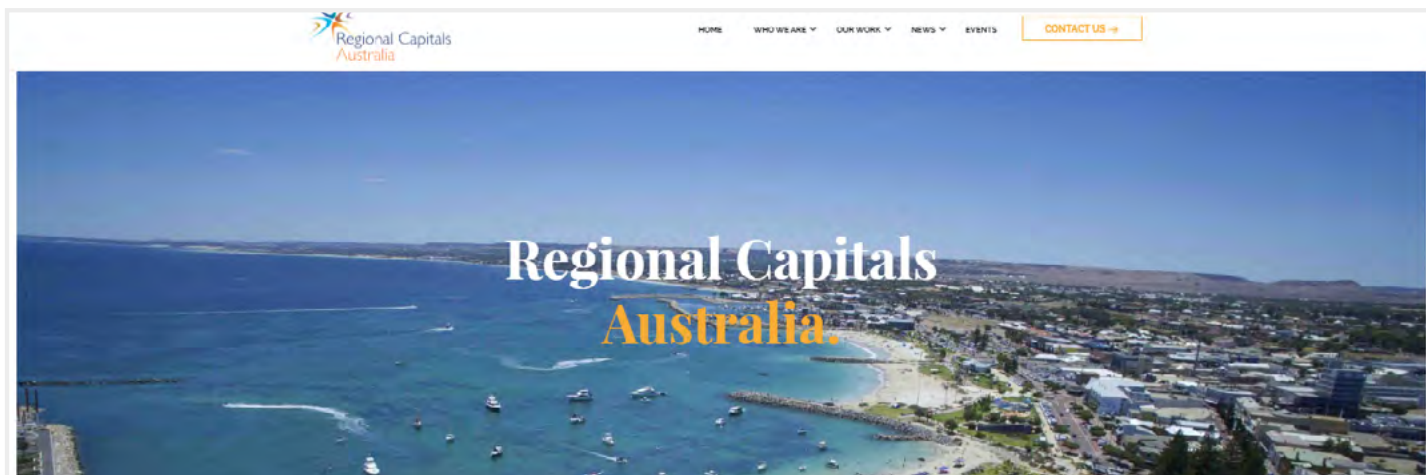 Regional Capitals
Australia
HOME WHO WE ARE OUR WORK NEWS EVENTS CONTACT US →
Regional Capitals
Australia.